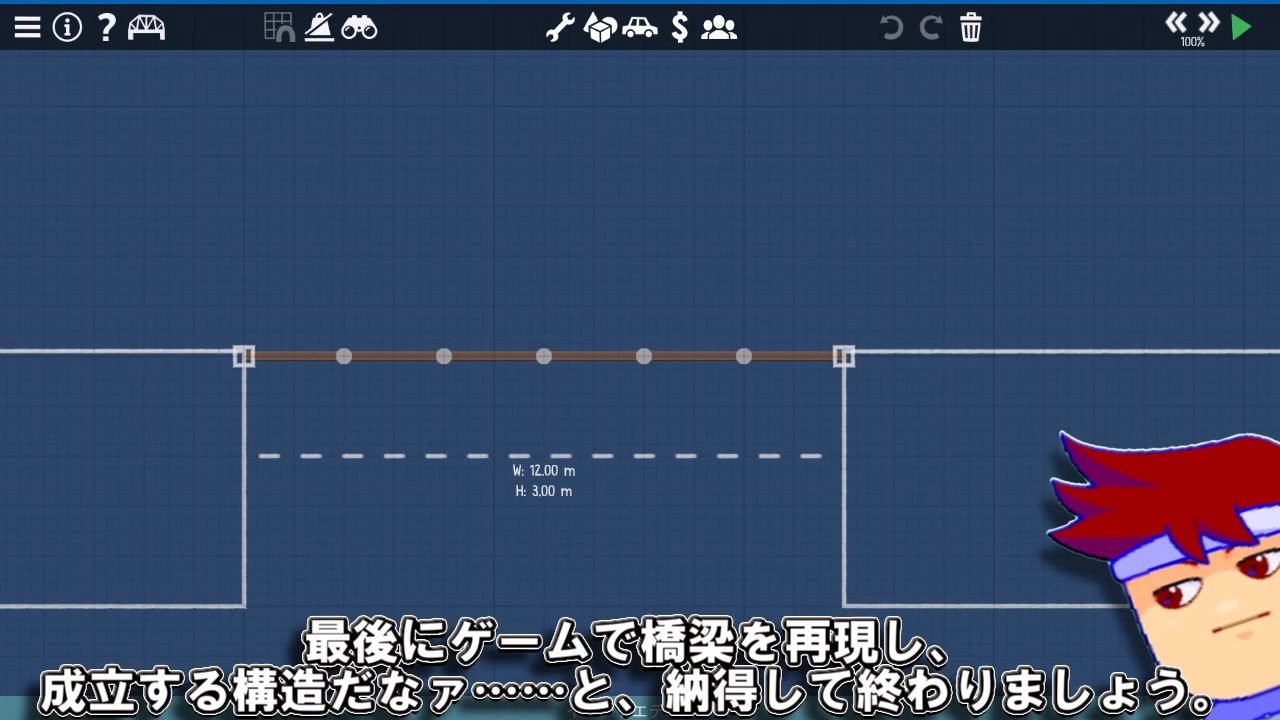 100%
W: 12.00 m
H: 3.00 m
最後にゲームで橋梁を再現し、
成立する構造だなァ……と、納得して終わりましょう。